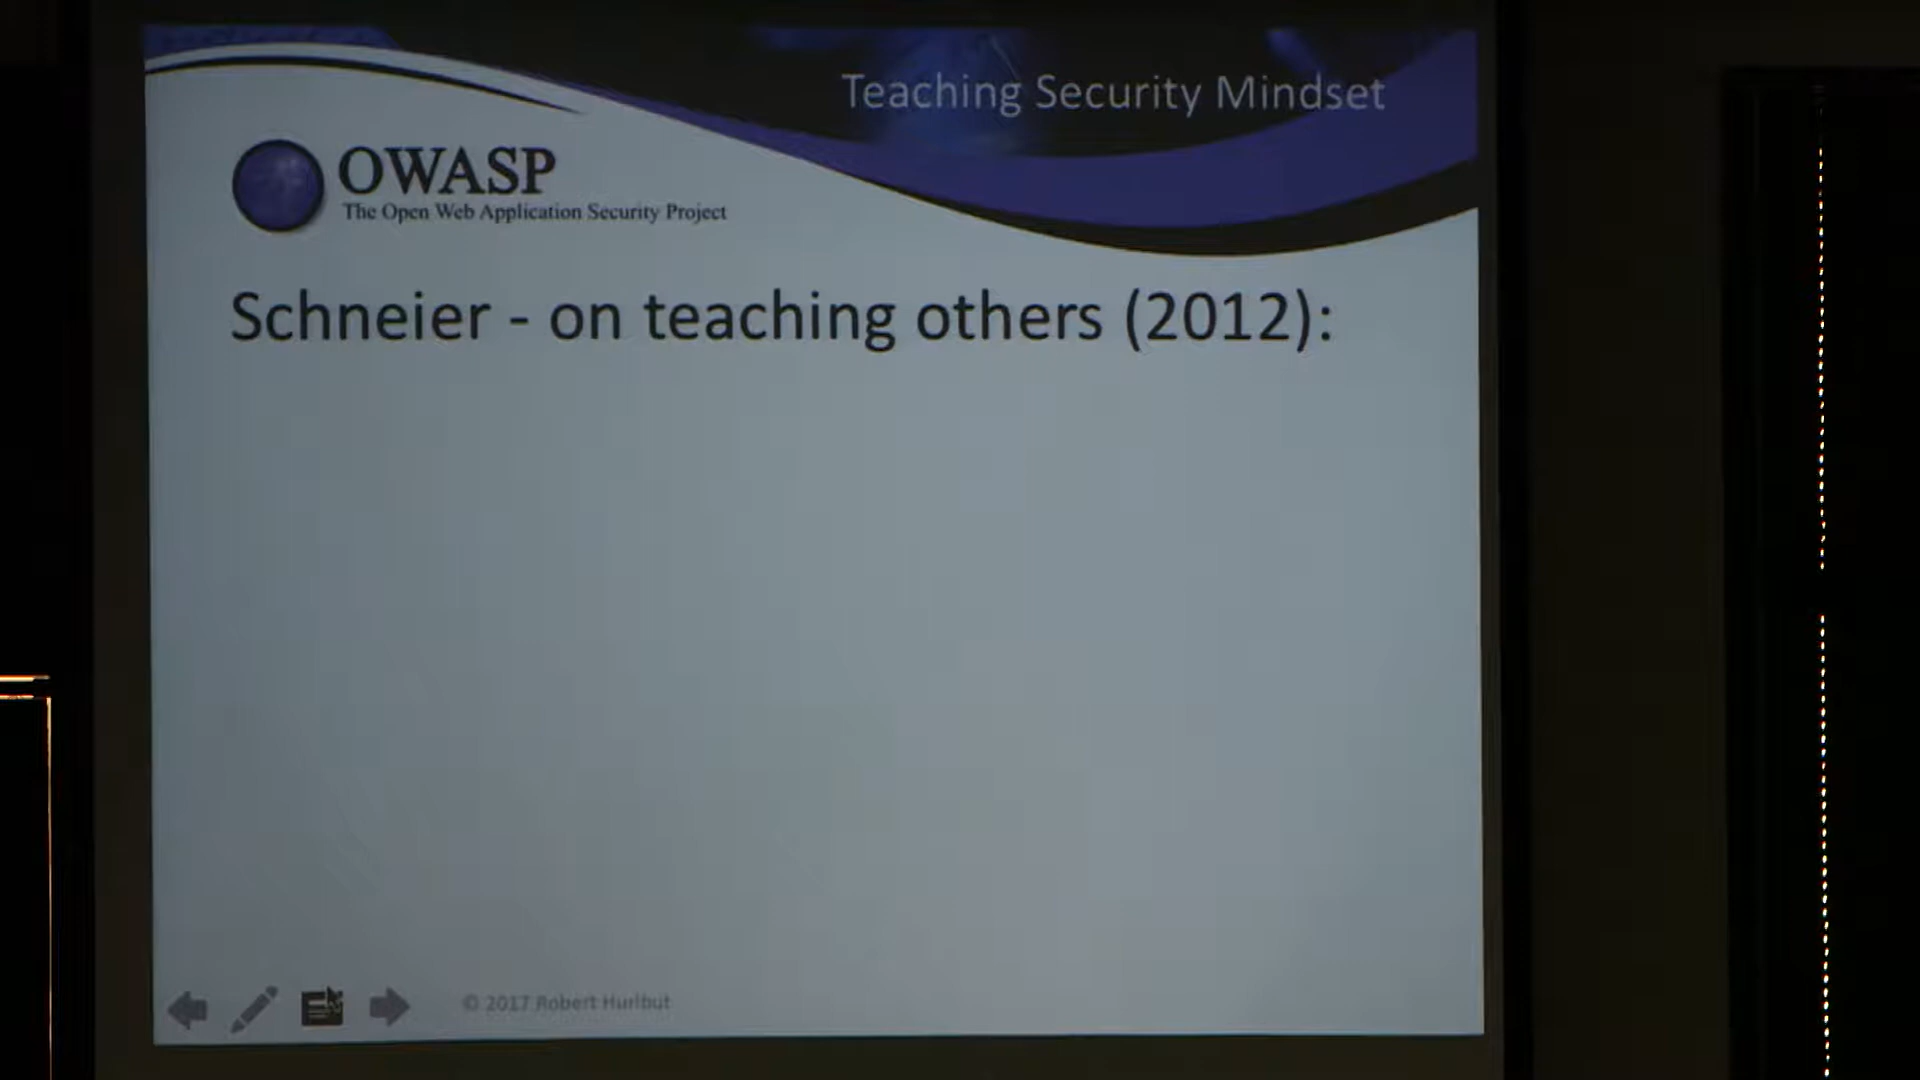 Teaching Security Mindset
OWASP
The Open Web Application Security Project
Schneier - on teaching others (2012):
© 2017 Robert Hurlbut